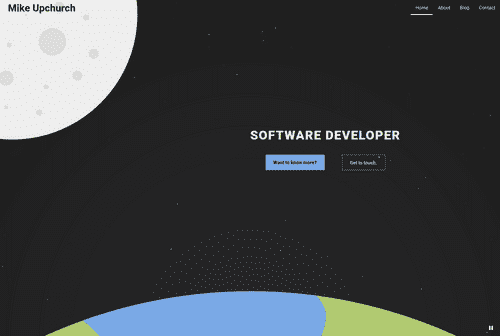 Mike Upchurch
Home About Blog Contact
SOFTWARE DEVELOPER
Want to know more? Get in touch